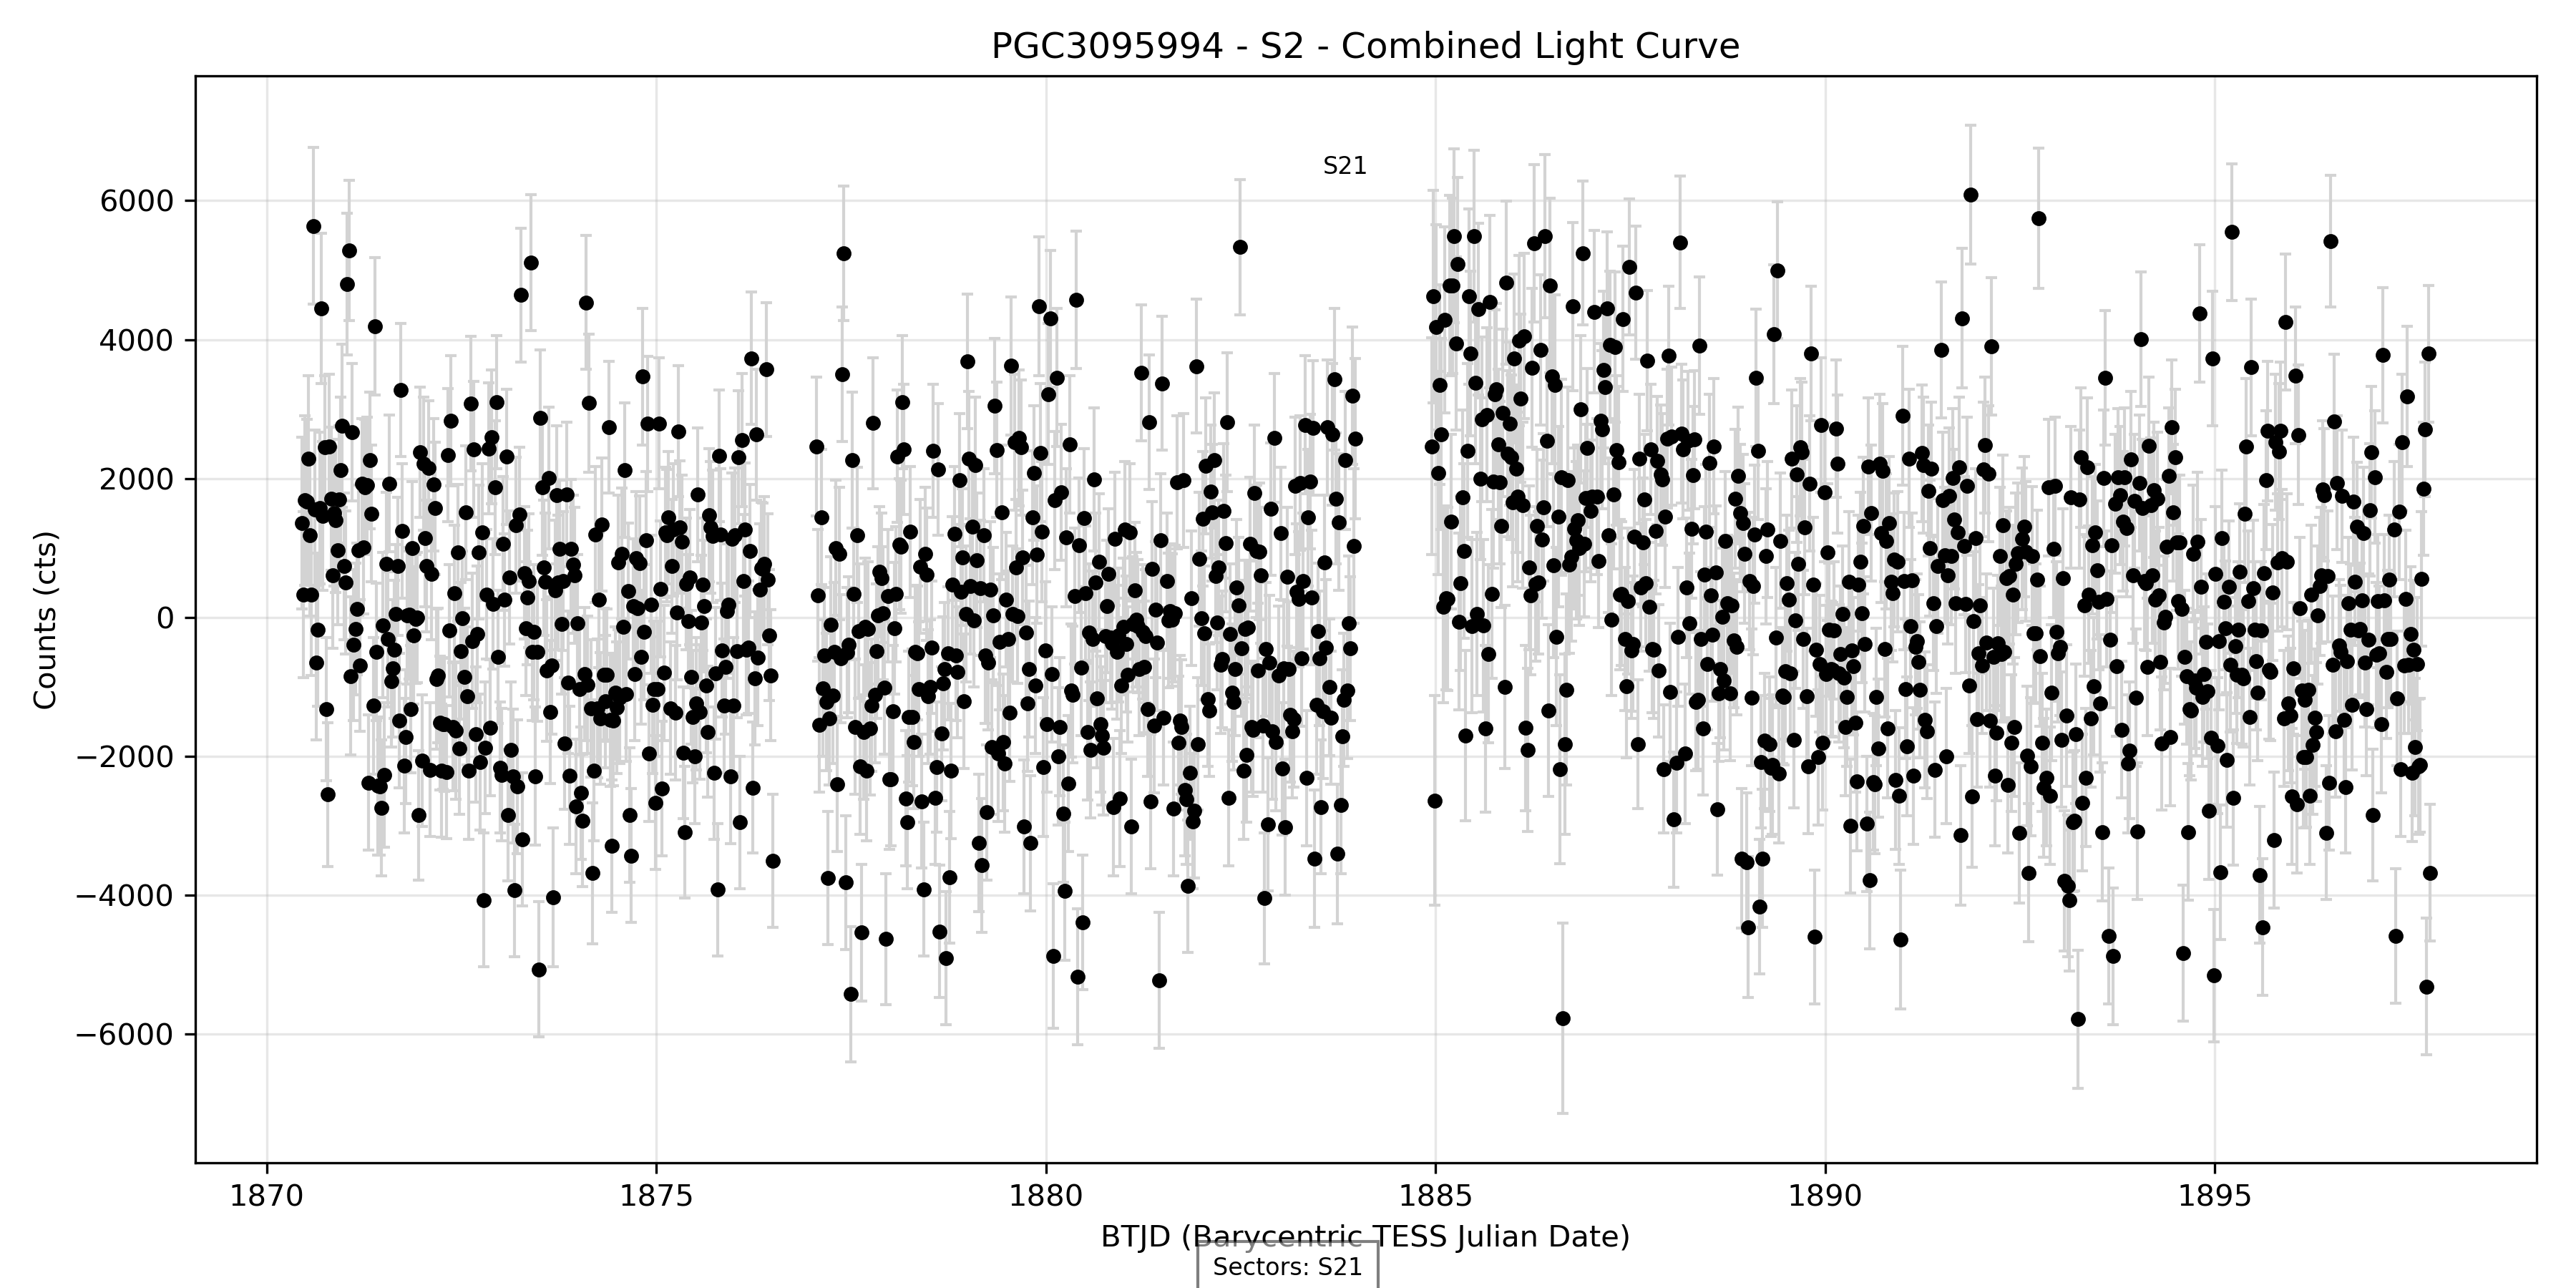 PGC3095994 - S2 - Combined Light Curve
S21
6000
4000
2000
0
−2000
−4000
−6000
Counts (cts)
1870 1875 1880 1885 1890 1895
BTJD (Barycentric TESS Julian Date)
Sectors: S21